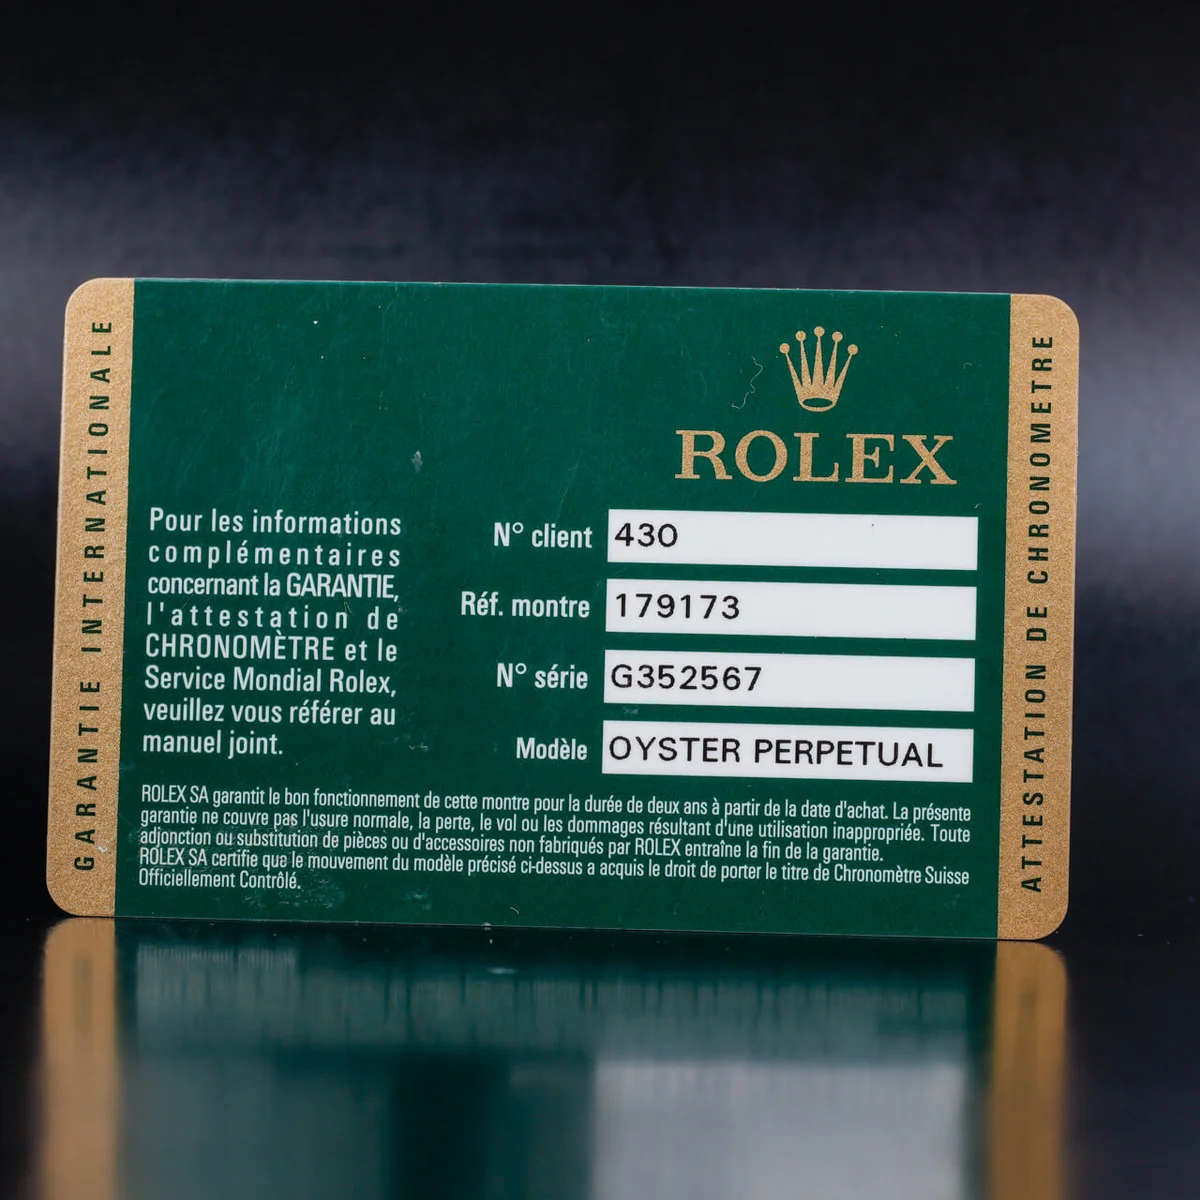 GARANTIE INTERNATIONALE
ROLEX
Pour les informations
complémentaires
concernant la GARANTIE,
l'attestation de
CHRONOMÈTRE et le
Service Mondial Rolex,
veuillez vous référer au
manuel joint.
N° client 430
Réf. montre 179173
N° série G352567
Modèle OYSTER PERPETUAL
ROLEX SA garantit le bon fonctionnement de cette montre pour la durée de deux ans à partir de la date d'achat. La présente
garantie ne couvre pas l'usure normale, la perte, le vol ou les dommages résultant d'une utilisation inappropriée. Toute
adjonction ou substitution de pièces ou d'accessoires non fabriqués par ROLEX entraîne la fin de la garantie.
ROLEX SA certifie que le mouvement du modèle précisé ci-dessus a acquis le droit de porter le titre de Chronomètre Suisse
Officiellement Contrôlé.
ATTESTATION DE CHRONOMETRE